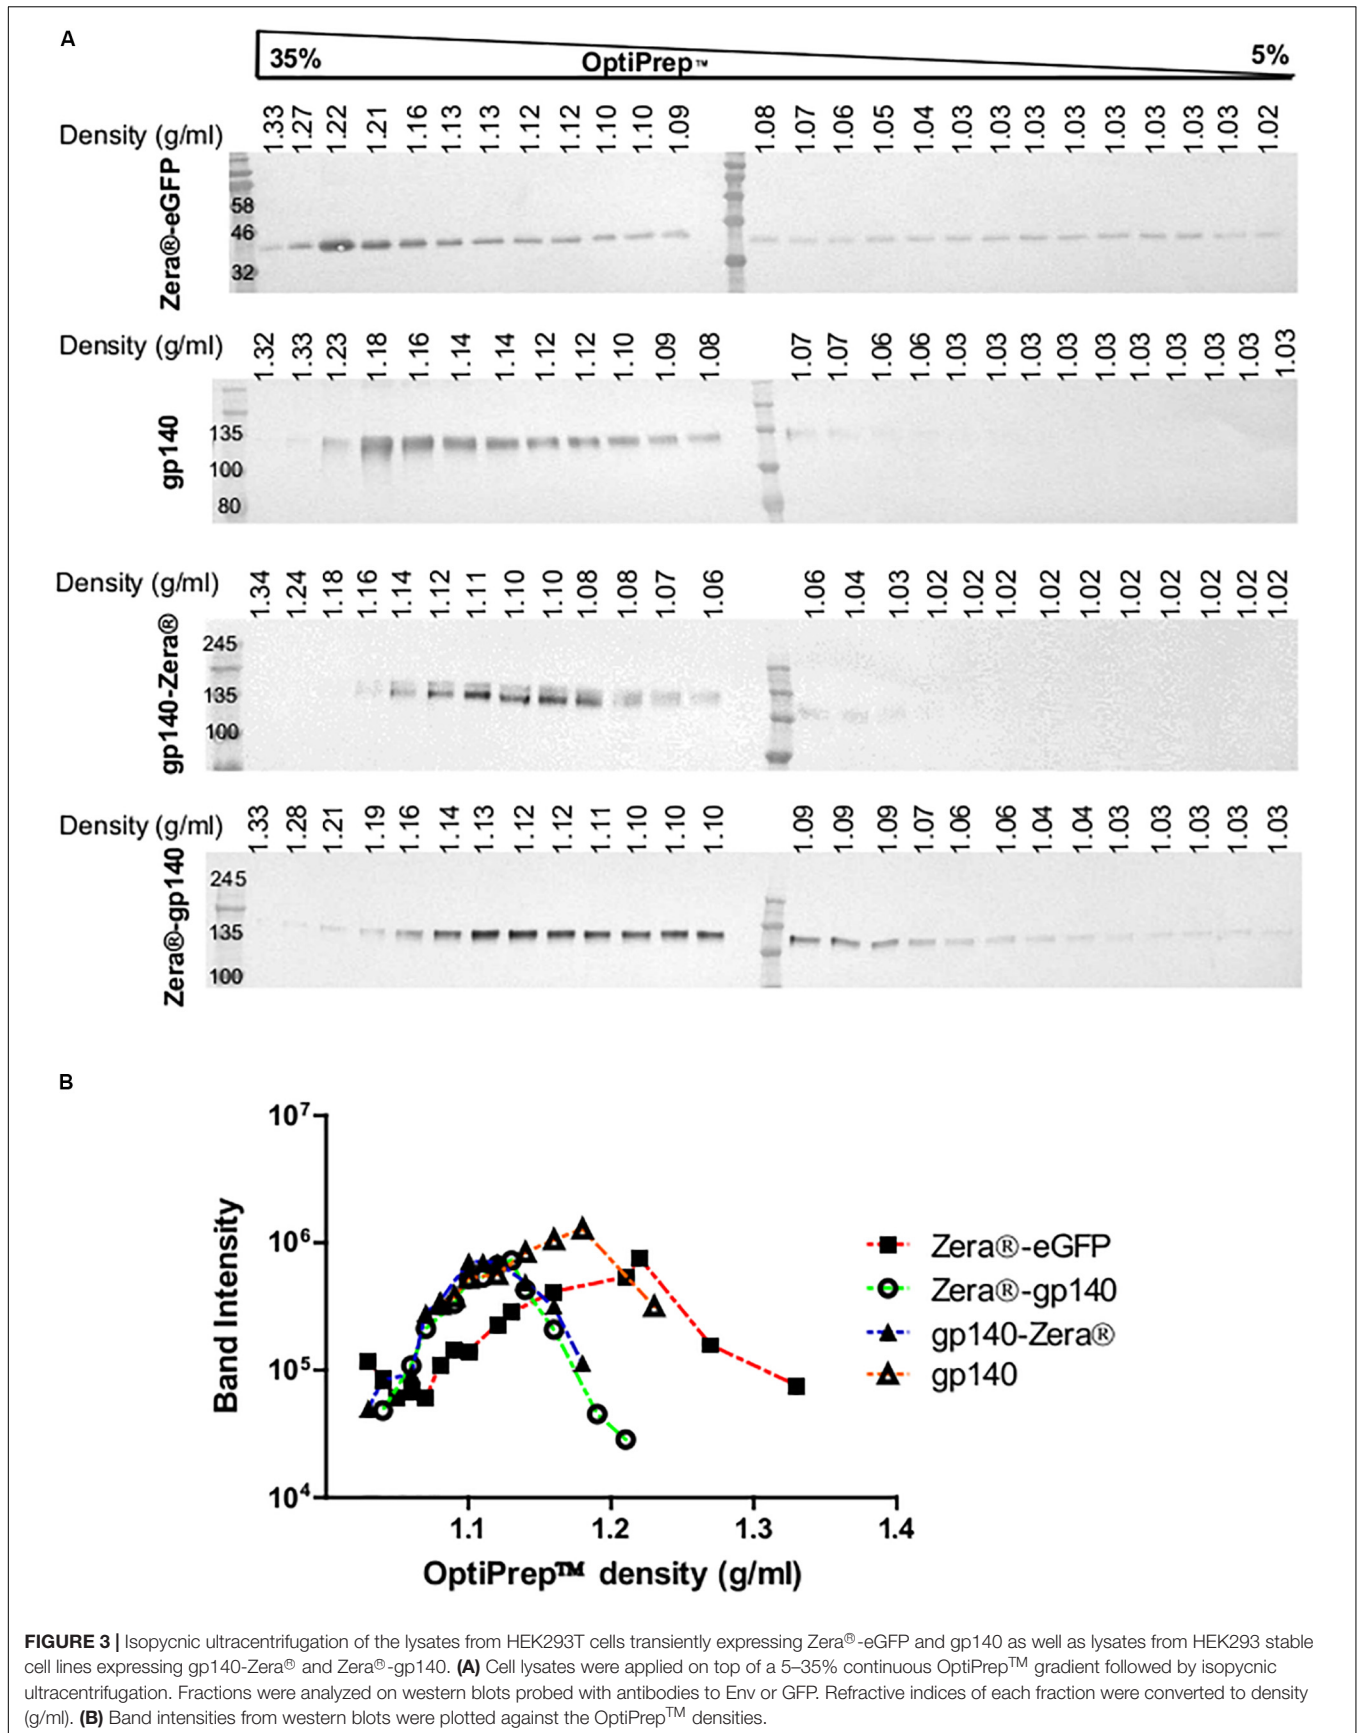 A
35% OptiPrep™ 5%
Density (g/ml) 1.33 1.27 1.22 1.21 1.16 1.13 1.13 1.12 1.12 1.10 1.10 1.09 1.08 1.07 1.06 1.05 1.04 1.03 1.03 1.03 1.03 1.03 1.03 1.03 1.03 1.02
Zera®-eGFP
58
46
32
Density (g/ml) 1.32 1.33 1.23 1.18 1.16 1.14 1.14 1.12 1.12 1.10 1.09 1.08 1.07 1.07 1.06 1.06 1.03 1.03 1.03 1.03 1.03 1.03 1.03 1.03 1.03 1.03
gp140
135
100
80
Density (g/ml) 1.34 1.24 1.18 1.16 1.14 1.12 1.11 1.10 1.10 1.08 1.08 1.07 1.06 1.06 1.04 1.03 1.02 1.02 1.02 1.02 1.02 1.02 1.02 1.02 1.02 1.02
gp140-Zera®
245
135
100
Density (g/ml) 1.33 1.28 1.21 1.19 1.16 1.14 1.13 1.12 1.12 1.11 1.10 1.10 1.10 1.09 1.09 1.09 1.07 1.06 1.06 1.04 1.04 1.03 1.03 1.03 1.03 1.03
Zera®-gp140
245
135
100
B
Band Intensity
10⁷
10⁶
10⁵
10⁴
1.1 1.2 1.3 1.4
OptiPrep™ density (g/ml)
Zera®-eGFP
Zera®-gp140
gp140-Zera®
gp140
FIGURE 3 | Isopycnic ultracentrifugation of the lysates from HEK293T cells transiently expressing Zera®-eGFP and gp140 as well as lysates from HEK293 stable
cell lines expressing gp140-Zera® and Zera®-gp140. (A) Cell lysates were applied on top of a 5–35% continuous OptiPrep™ gradient followed by isopycnic
ultracentrifugation. Fractions were analyzed on western blots probed with antibodies to Env or GFP. Refractive indices of each fraction were converted to density
(g/ml). (B) Band intensities from western blots were plotted against the OptiPrep™ densities.